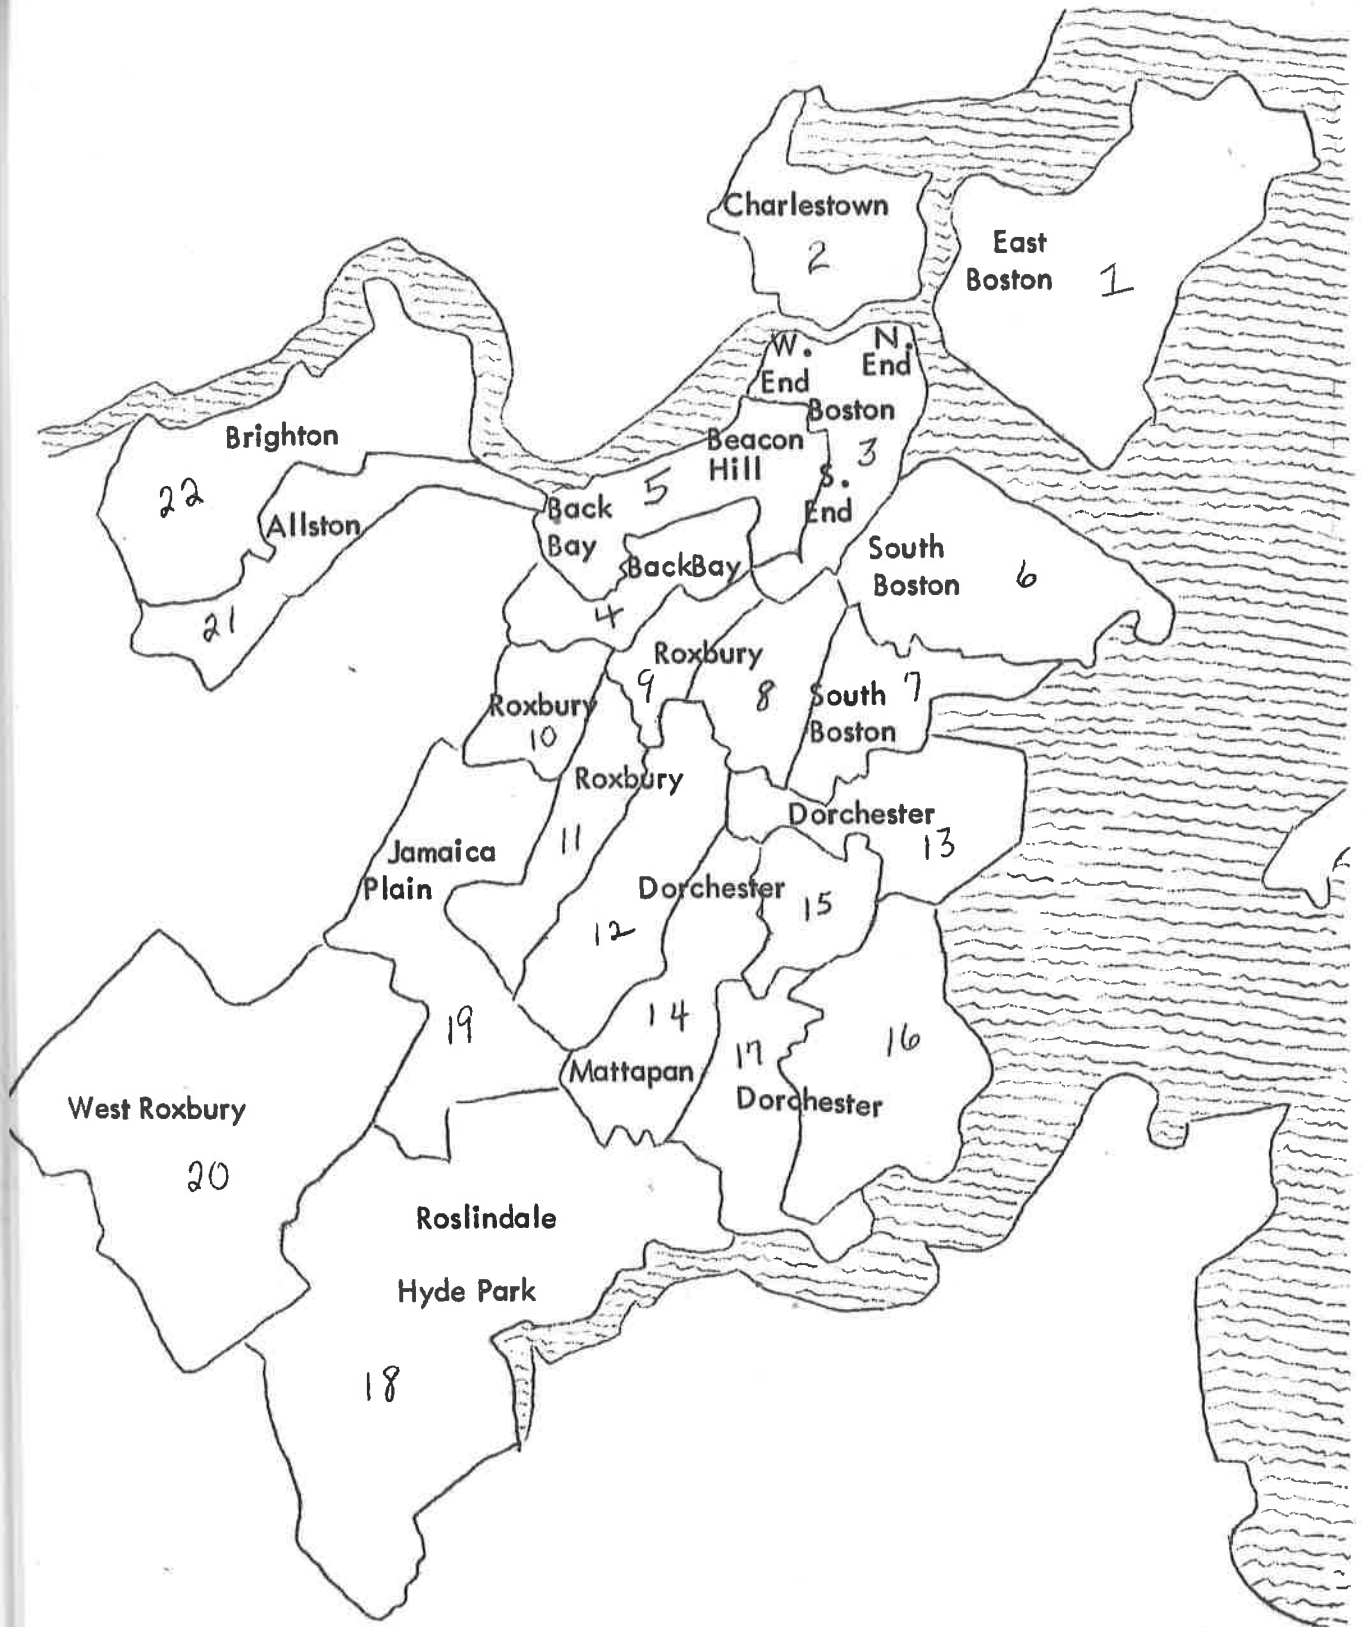 Charlestown
2
East
Boston 1
W.
End
N.
End
Boston
3
S.
End
Beacon
Hill
5
Back
Bay
BackBay
4
Brighton
22
Allston
21
South
Boston 6
Roxbury
9
8
South 7
Boston
Roxbury
10
Roxbury
11
Dorchester
13
Jamaica
Plain
Dorchester
12
15
14
19
Mattapan
17
16
Dorchester
West Roxbury
20
Roslindale
Hyde Park
18